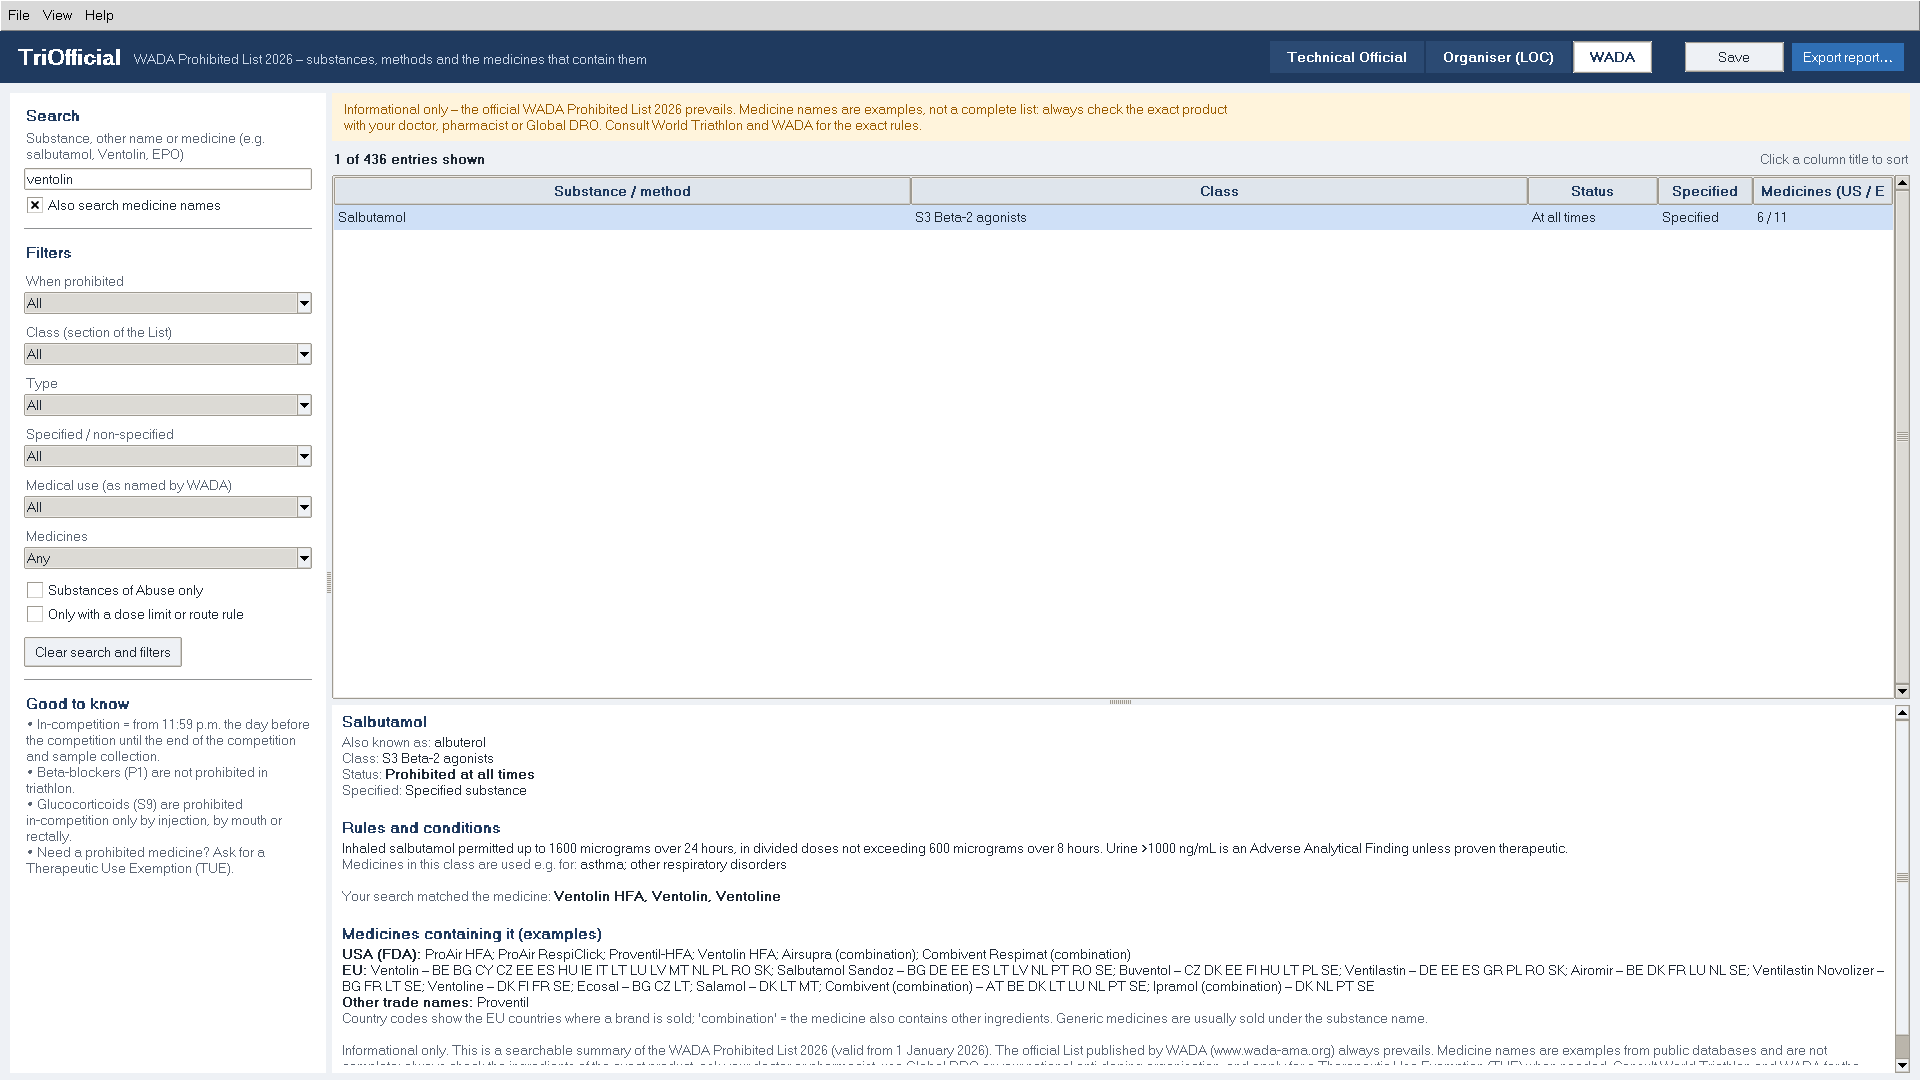 File View Help
TriOfficial WADA Prohibited List 2026 – substances, methods and the medicines that contain them
Technical Official Organiser (LOC) WADA Save Export report...
Search
Substance, other name or medicine (e.g.
salbutamol, Ventolin, EPO)
ventolin
Also search medicine names
Filters
When prohibited
All
Class (section of the List)
All
Type
All
Specified / non-specified
All
Medical use (as named by WADA)
All
Medicines
Any
Substances of Abuse only
Only with a dose limit or route rule
Clear search and filters
Good to know
• In-competition = from 11:59 p.m. the day before
the competition until the end of the competition
and sample collection.
• Beta-blockers (P1) are not prohibited in
triathlon.
• Glucocorticoids (S9) are prohibited
in-competition only by injection, by mouth or
rectally.
• Need a prohibited medicine? Ask for a
Therapeutic Use Exemption (TUE).
Informational only – the official WADA Prohibited List 2026 prevails. Medicine names are examples, not a complete list: always check the exact product
with your doctor, pharmacist or Global DRO. Consult World Triathlon and WADA for the exact rules.
1 of 436 entries shown Click a column title to sort
Substance / method Class Status Specified Medicines (US / E
Salbutamol S3 Beta-2 agonists At all times Specified 6 / 11
Salbutamol
Also known as: albuterol
Class: S3 Beta-2 agonists
Status: Prohibited at all times
Specified: Specified substance
Rules and conditions
Inhaled salbutamol permitted up to 1600 micrograms over 24 hours, in divided doses not exceeding 600 micrograms over 8 hours. Urine >1000 ng/mL is an Adverse Analytical Finding unless proven therapeutic.
Medicines in this class are used e.g. for: asthma; other respiratory disorders
Your search matched the medicine: Ventolin HFA, Ventolin, Ventoline
Medicines containing it (examples)
USA (FDA): ProAir HFA; ProAir RespiClick; Proventil-HFA; Ventolin HFA; Airsupra (combination); Combivent Respimat (combination)
EU: Ventolin – BE BG CY CZ EE ES HU IE IT LT LU LV MT NL PL RO SK; Salbutamol Sandoz – BG DE EE ES LT LV NL PT RO SE; Buventol – CZ DK EE FI HU LT PL SE; Ventilastin – DE EE ES GR PL RO SK; Airomir – BE DK FR LU NL SE; Ventilastin Novolizer –
BG FR LT SE; Ventoline – DK FI FR SE; Ecosal – BG CZ LT; Salamol – DK LT MT; Combivent (combination) – AT BE DK LT LU NL PT SE; Ipramol (combination) – DK NL PT SE
Other trade names: Proventil
Country codes show the EU countries where a brand is sold; 'combination' = the medicine also contains other ingredients. Generic medicines are usually sold under the substance name.
Informational only. This is a searchable summary of the WADA Prohibited List 2026 (valid from 1 January 2026). The official List published by WADA (www.wada-ama.org) always prevails. Medicine names are examples from public databases and are not